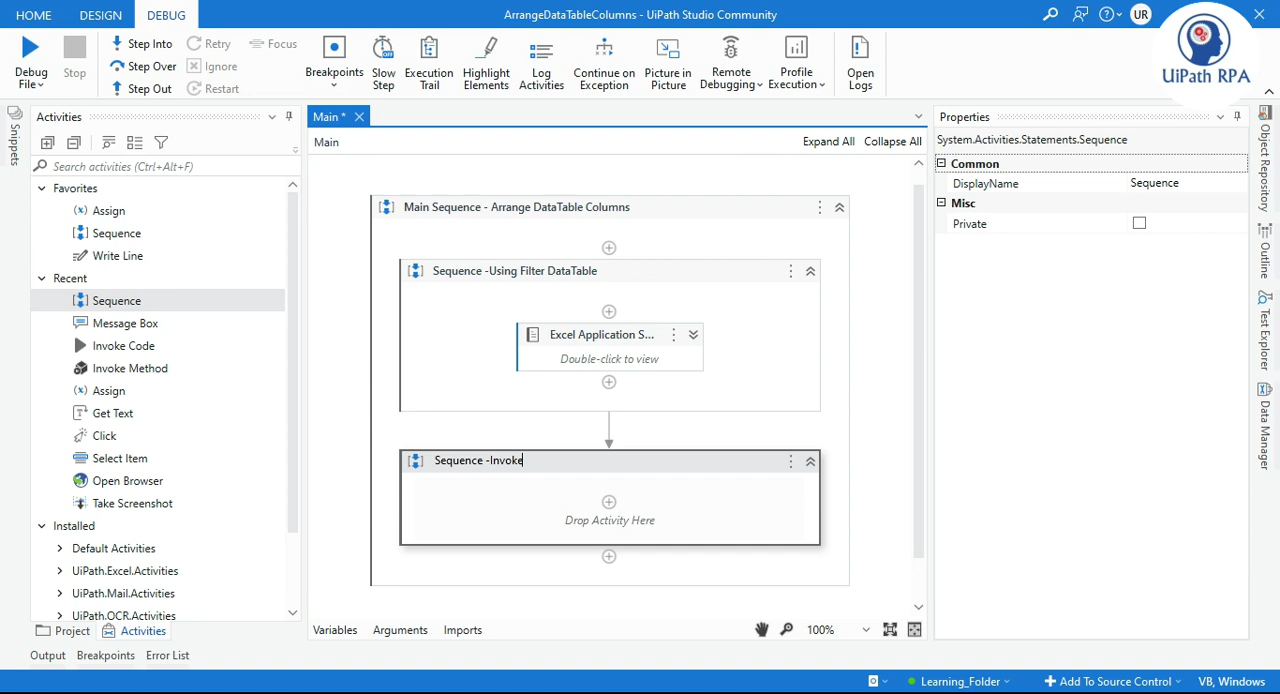 HOME DESIGN DEBUG ArrangeDataTableColumns - UiPath Studio Community UR
Debug File Stop
Step Into
Step Over
Step Out
Retry
Ignore
Restart
Focus
Breakpoints
Slow Step
Execution Trail
Highlight Elements
Log Activities
Continue on Exception
Picture in Picture
Remote Debugging
Profile Execution
Open Logs
UiPath RPA
Snippets
Activities
Search activities (Ctrl+Alt+F)
Favorites
Assign
Sequence
Write Line
Recent
Sequence
Message Box
Invoke Code
Invoke Method
Assign
Get Text
Click
Select Item
Open Browser
Take Screenshot
Installed
Default Activities
UiPath.Excel.Activities
UiPath.Mail.Activities
UiPath.OCR.Activities
Project Activities
Main *
Main Expand All Collapse All
Main Sequence - Arrange DataTable Columns
Sequence -Using Filter DataTable
Excel Application S...
Double-click to view
Sequence -Invoke
Drop Activity Here
Variables Arguments Imports 100%
Properties
System.Activities.Statements.Sequence
Common
DisplayName Sequence
Misc
Private
Object Repository
Outline
Test Explorer
Data Manager
Output Breakpoints Error List
Learning_Folder Add To Source Control VB, Windows